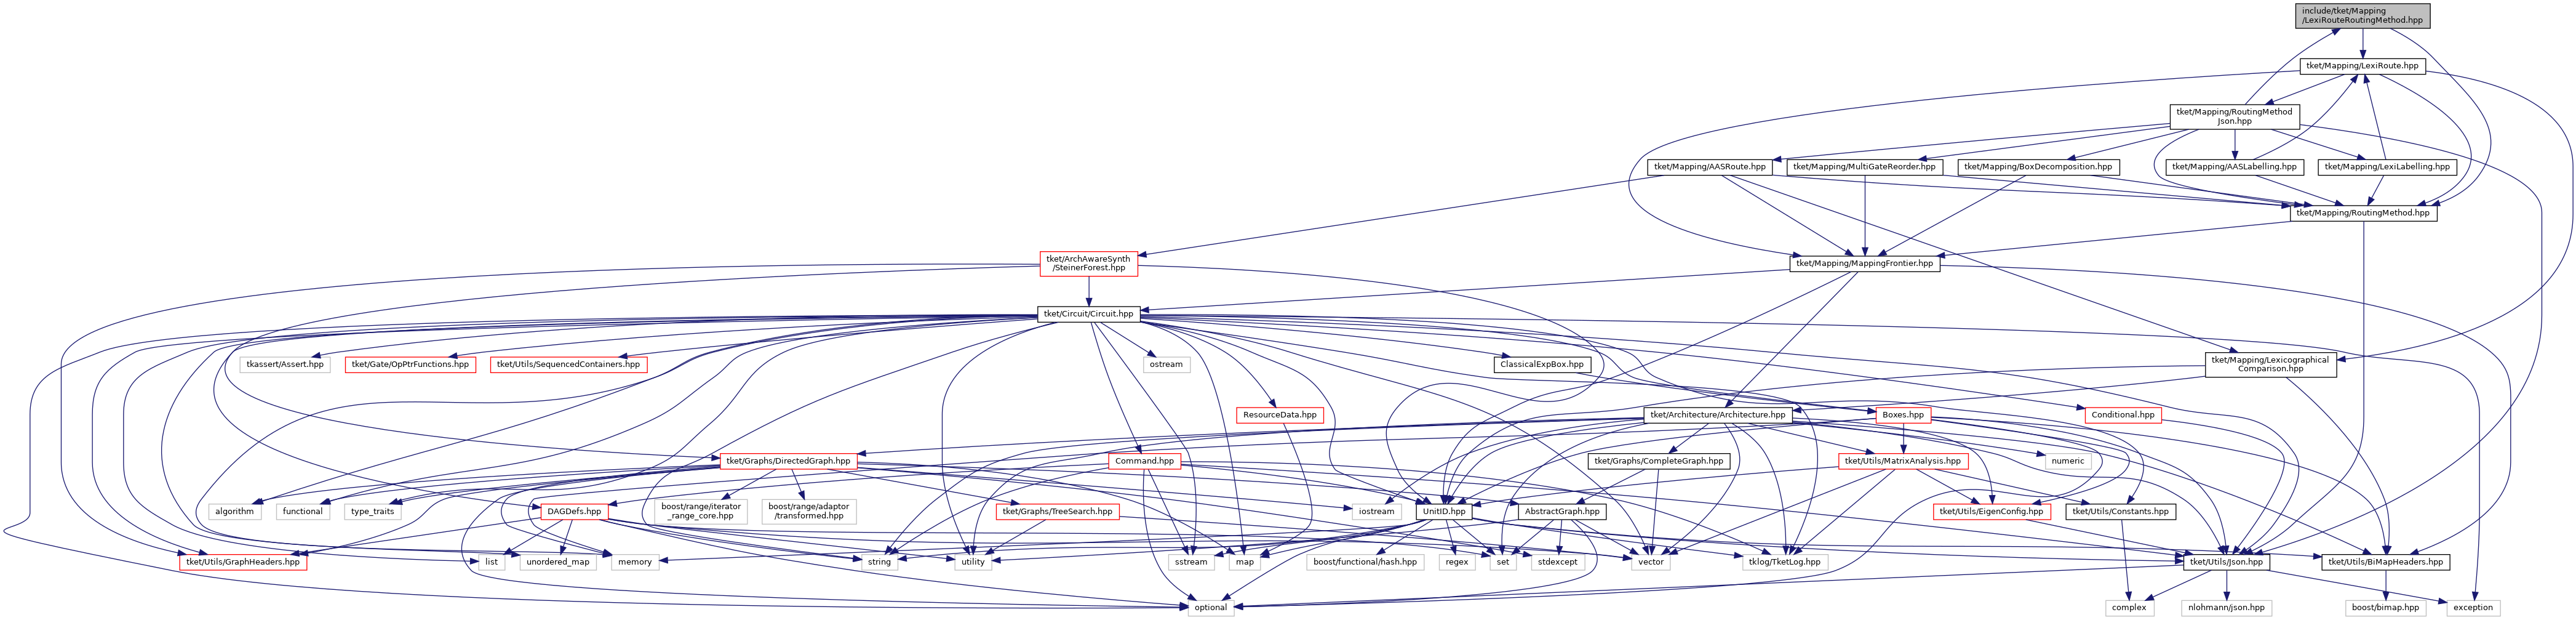 include/tket/Mapping
/LexiRouteRoutingMethod.hpp
tket/Mapping/LexiRoute.hpp
tket/Mapping/RoutingMethod
Json.hpp
tket/Mapping/AASRoute.hpp
tket/Mapping/MultiGateReorder.hpp
tket/Mapping/BoxDecomposition.hpp
tket/Mapping/AASLabelling.hpp
tket/Mapping/LexiLabelling.hpp
tket/Mapping/RoutingMethod.hpp
tket/ArchAwareSynth
/SteinerForest.hpp
tket/Mapping/MappingFrontier.hpp
tket/Circuit/Circuit.hpp
tkassert/Assert.hpp
tket/Gate/OpPtrFunctions.hpp
tket/Utils/SequencedContainers.hpp
ostream
ClassicalExpBox.hpp
tket/Mapping/Lexicographical
Comparison.hpp
ResourceData.hpp
tket/Architecture/Architecture.hpp
Boxes.hpp
Conditional.hpp
tket/Graphs/DirectedGraph.hpp
Command.hpp
tket/Graphs/CompleteGraph.hpp
tket/Utils/MatrixAnalysis.hpp
numeric
algorithm
functional
type_traits
DAGDefs.hpp
boost/range/iterator
_range_core.hpp
boost/range/adaptor
/transformed.hpp
tket/Graphs/TreeSearch.hpp
iostream
UnitID.hpp
AbstractGraph.hpp
tket/Utils/EigenConfig.hpp
tket/Utils/Constants.hpp
tket/Utils/GraphHeaders.hpp
list
unordered_map
memory
string
utility
sstream
map
boost/functional/hash.hpp
regex
set
stdexcept
vector
tklog/TketLog.hpp
tket/Utils/Json.hpp
tket/Utils/BiMapHeaders.hpp
optional
complex
nlohmann/json.hpp
exception
boost/bimap.hpp